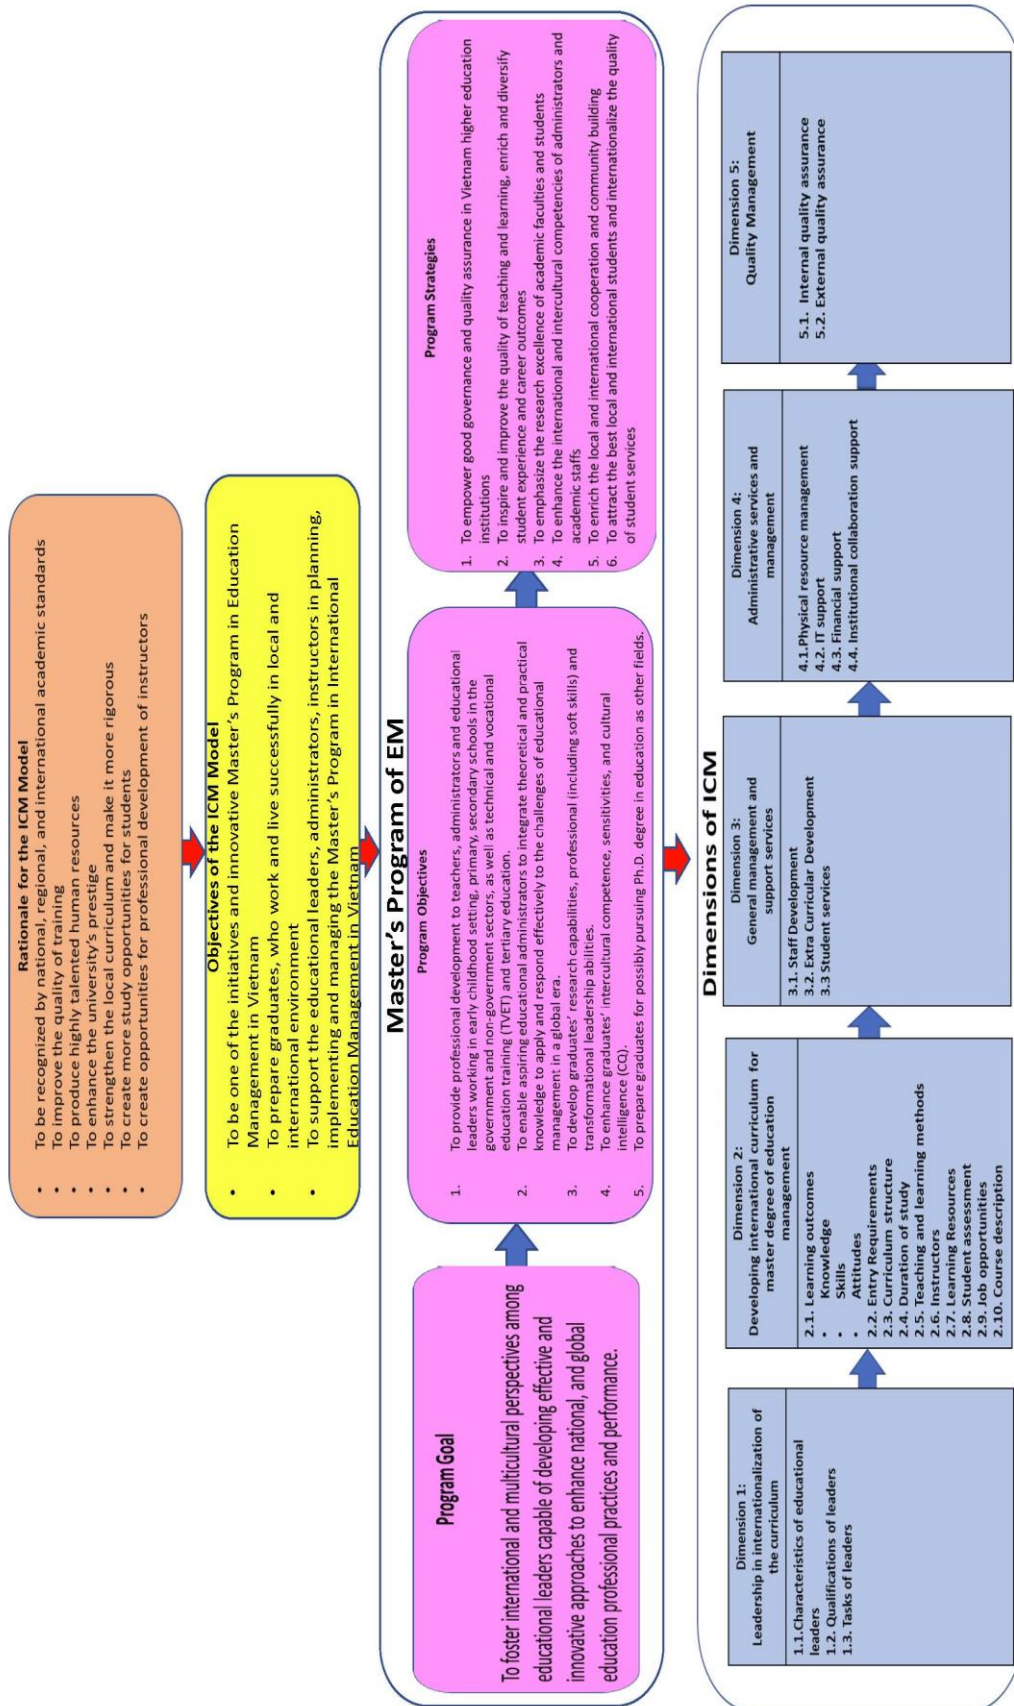 Rationale for the ICM Model
• To be recognized by national, regional, and international academic standards
• To improve the quality of training
• To produce highly talented human resources
• To enhance the university's prestige
• To strengthen the local curriculum and make it more rigorous
• To create more study opportunities for students
• To create opportunities for professional development of instructors
Objectives of the ICM Model
• To be one of the initiatives and innovative Master's Program in Education
Management in Vietnam
• To prepare graduates, who work and live successfully in local and
international environment
• To support the educational leaders, administrators, instructors in planning,
implementing and managing the Master's Program in International
Education Management in Vietnam
Master's Program of EM
Program Goal
To foster international and multicultural perspectives among
educational leaders capable of developing effective and
innovative approaches to enhance national, and global
education professional practices and performance.
Program Objectives
1. To provide professional development to teachers, administrators and educational
leaders working in early childhood setting, primary, secondary schools in the
government and non-government sectors, as well as technical and vocational
education training (TVET) and tertiary education.
2. To enable aspiring educational administrators to integrate theoretical and practical
knowledge to apply and respond effectively to the challenges of educational
management in a global era.
3. To develop graduates' research capabilities, professional (including soft skills) and
transformational leadership abilities.
4. To enhance graduates' intercultural competence, sensitivities, and cultural
intelligence (CQ).
5. To prepare graduates for possibly pursuing Ph.D. degree in education as other fields.
Program Strategies
1. To empower good governance and quality assurance in Vietnam higher education
institutions
2. To inspire and improve the quality of teaching and learning, enrich and diversify
student experience and career outcomes
3. To emphasize the research excellence of academic faculties and students
4. To enhance the international and intercultural competencies of administrators and
academic staffs
5. To enrich the local and international cooperation and community building
6. To attract the best local and international students and internationalize the quality
of student services
Dimensions of ICM
Dimension 1:
Leadership in internationalization of
the curriculum
1.1.Characteristics of educational
leaders
1.2. Qualifications of leaders
1.3. Tasks of leaders
Dimension 2:
Developing international curriculum for
master degree of education
management
2.1. Learning outcomes
• Knowledge
• Skills
• Attitudes
2.2. Entry Requirements
2.3. Curriculum structure
2.4. Duration of study
2.5. Teaching and learning methods
2.6. Instructors
2.7. Learning Resources
2.8. Student assessment
2.9. Job opportunities
2.10. Course description
Dimension 3:
General management and
support services
3.1. Staff Development
3.2. Extra Curricular Development
3.3 Student services
Dimension 4:
Administrative services and
management
4.1.Physical resource management
4.2. IT support
4.3. Financial support
4.4. Institutional collaboration support
Dimension 5:
Quality Management
5.1. Internal quality assurance
5.2. External quality assurance